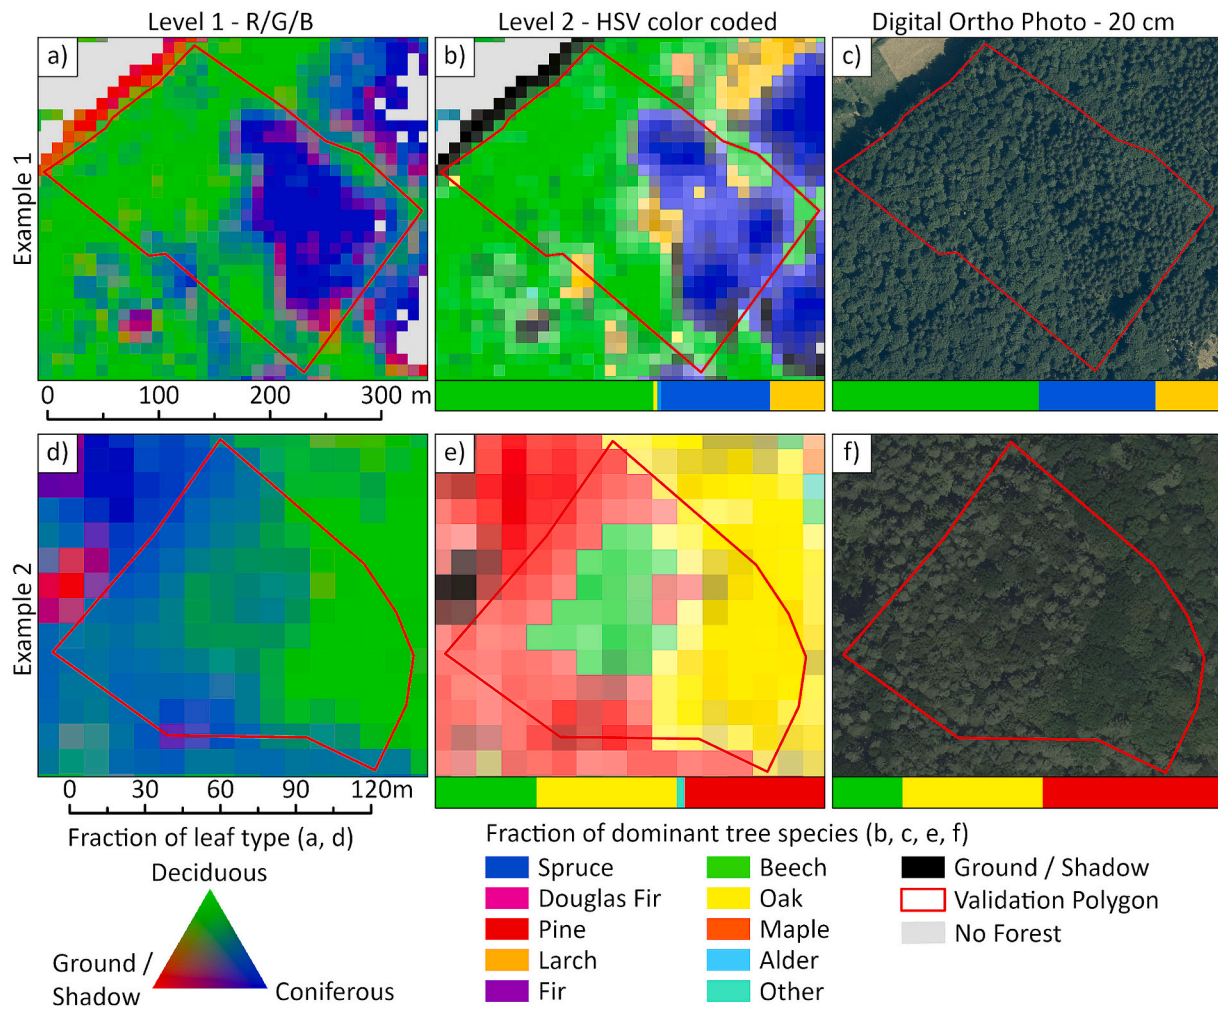 Level 1 - R/G/B
Level 2 - HSV color coded
Digital Ortho Photo - 20 cm
Example 1
a)
b)
c)
0 100 200 300 m
Example 2
d)
e)
f)
0 30 60 90 120m
Fraction of leaf type (a, d)
Deciduous
Ground /
Shadow
Coniferous
Fraction of dominant tree species (b, c, e, f)
Spruce
Douglas Fir
Pine
Larch
Fir
Beech
Oak
Maple
Alder
Other
Ground / Shadow
Validation Polygon
No Forest